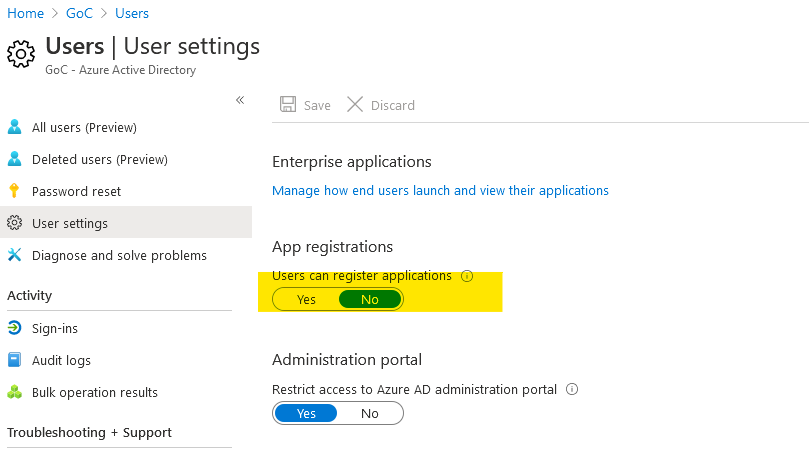 Home > GoC > Users
Users | User settings
GoC - Azure Active Directory
«
All users (Preview)
Deleted users (Preview)
Password reset
User settings
Diagnose and solve problems
Activity
Sign-ins
Audit logs
Bulk operation results
Troubleshooting + Support
Save Discard
Enterprise applications
Manage how end users launch and view their applications
App registrations
Users can register applications
Yes No
Administration portal
Restrict access to Azure AD administration portal
Yes No